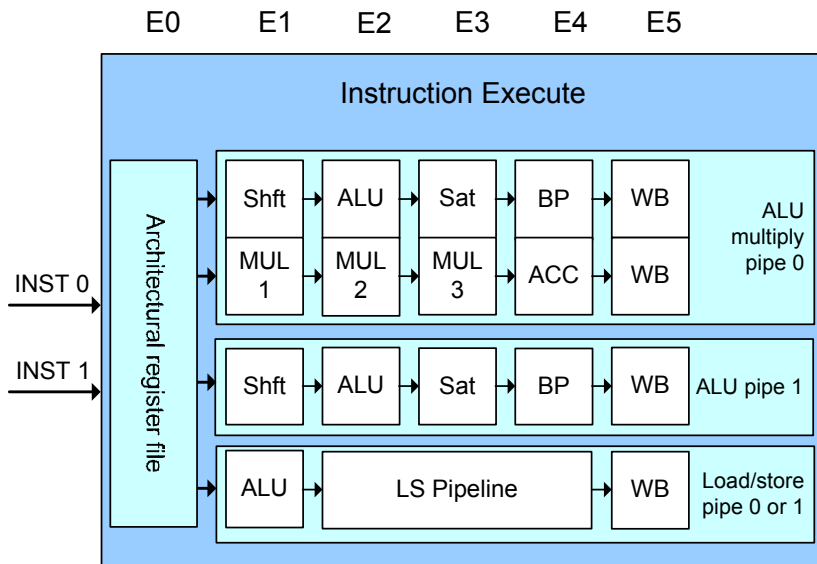 E0 E1 E2 E3 E4 E5
Instruction Execute
INST 0
INST 1
Architectural register file
Shft ALU Sat BP WB
MUL MUL MUL ACC WB
1 2 3
ALU
multiply
pipe 0
Shft ALU Sat BP WB
ALU pipe 1
ALU LS Pipeline WB
Load/store
pipe 0 or 1